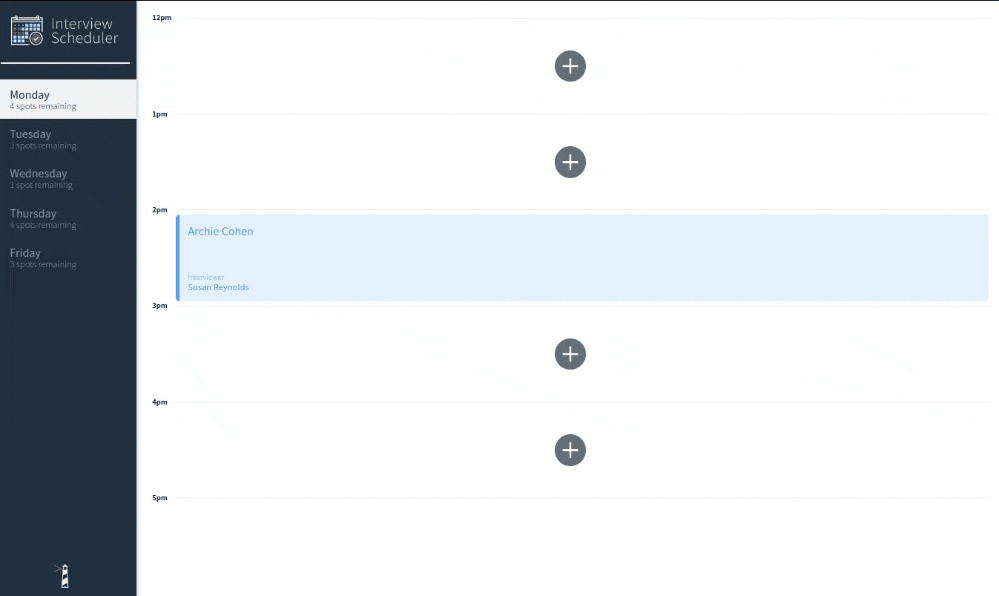 Interview
Scheduler
Monday
4 spots remaining
Tuesday
3 spots remaining
Wednesday
1 spot remaining
Thursday
4 spots remaining
Friday
3 spots remaining
12pm
1pm
2pm
Archie Cohen
Interviewer
Susan Reynolds
3pm
4pm
5pm